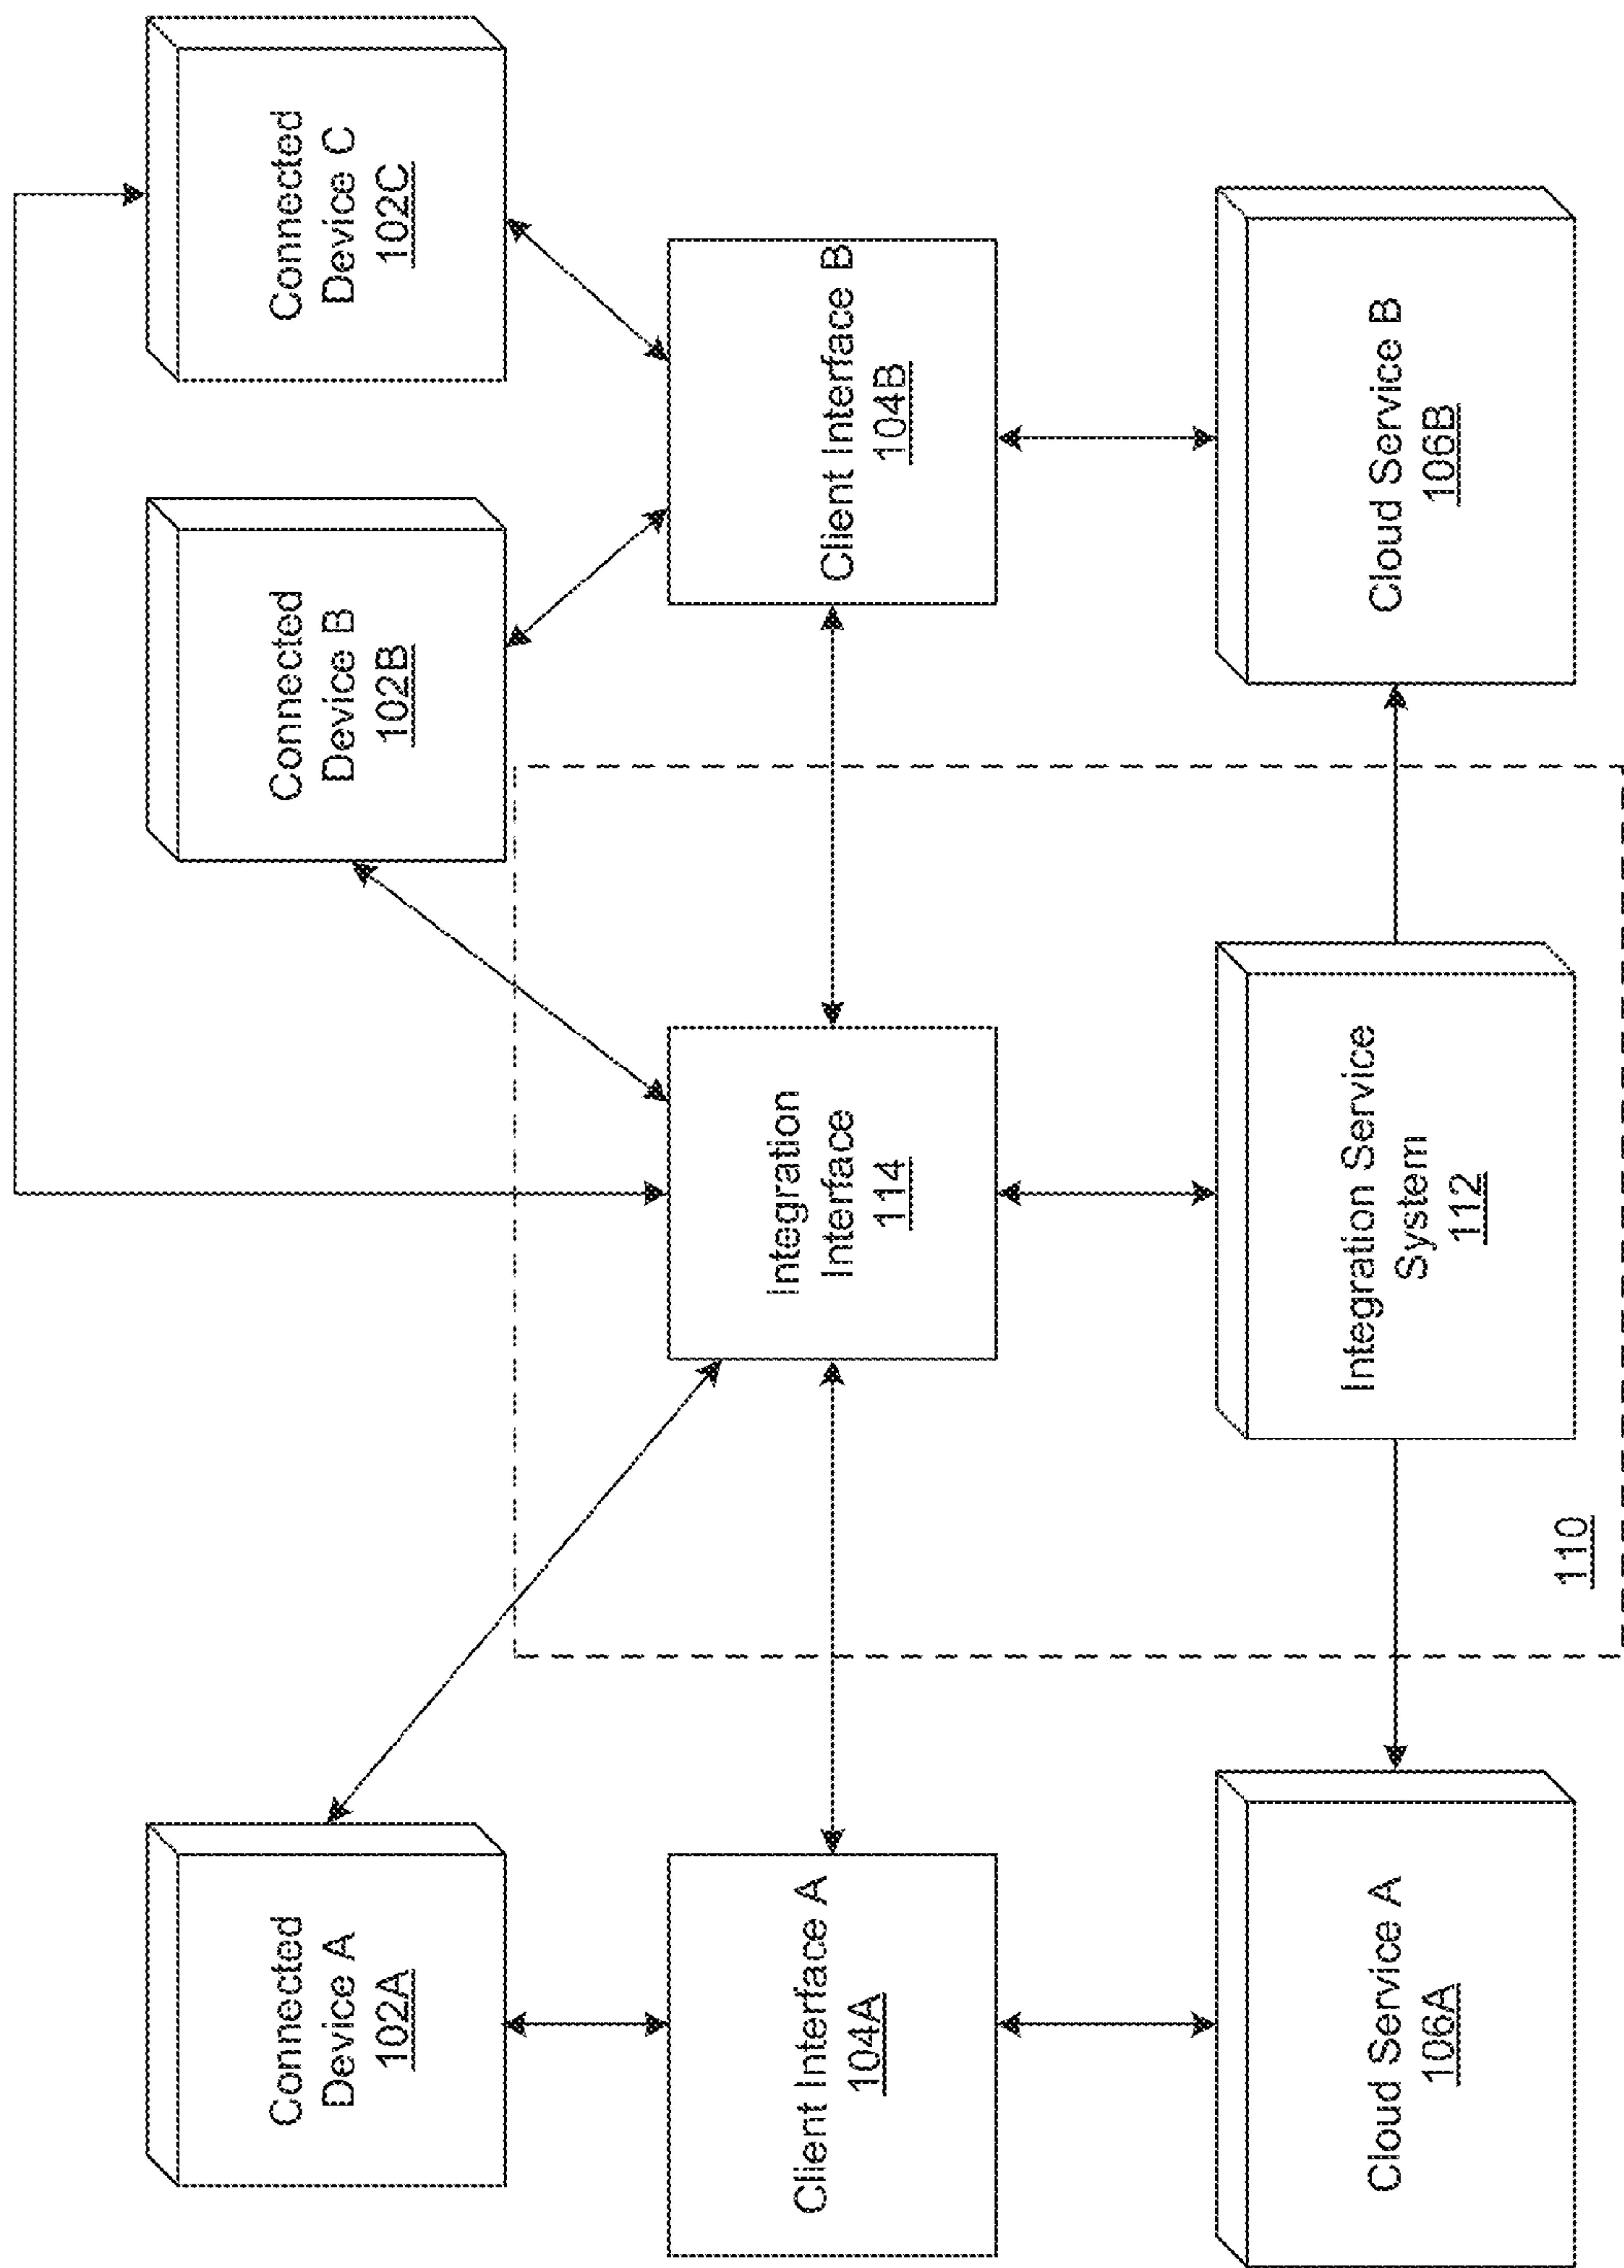 Connected
Device A
102A
Connected
Device B
102B
Connected
Device C
102C
Client Interface A
104A
Integration
Interface
114
Client Interface B
104B
Cloud Service A
106A
Integration Service
System
112
Cloud Service B
106B
110